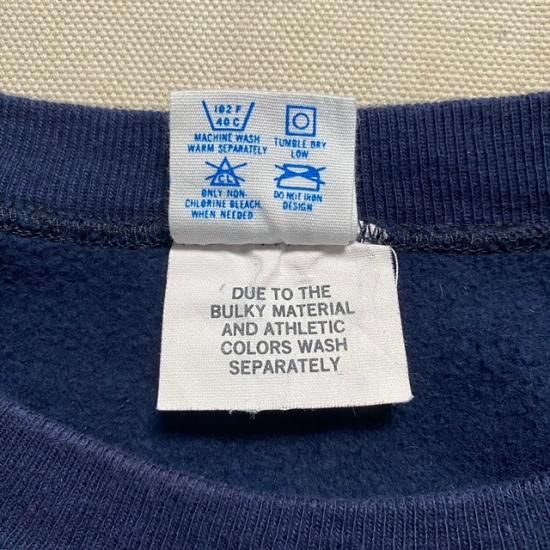 102 F
40 C
MACHINE WASH
WARM SEPARATELY
TUMBLE DRY
LOW
CL
ONLY NON-
CHLORINE BLEACH
WHEN NEEDED
DO NOT IRON
DESIGN
DUE TO THE
BULKY MATERIAL
AND ATHLETIC
COLORS WASH
SEPARATELY